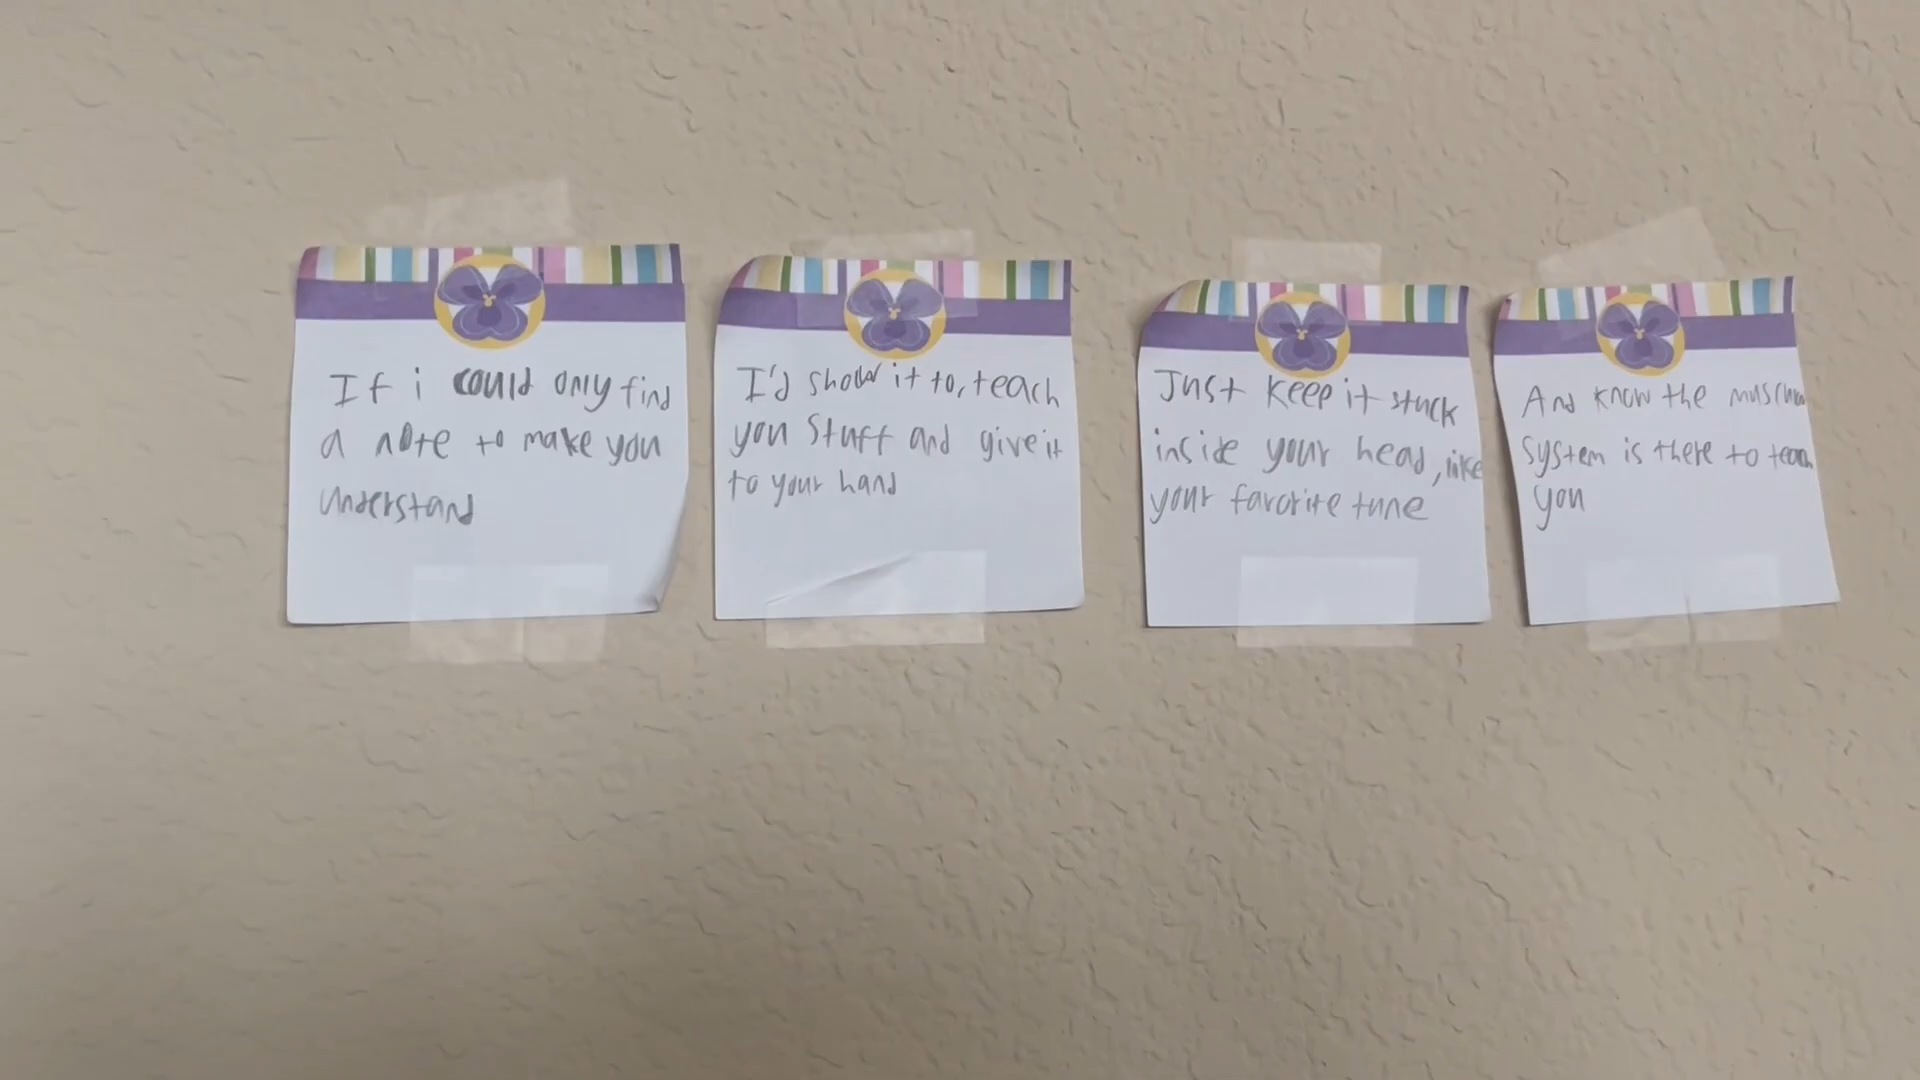 If i could only find
a note to make you
understand
I'd show it to, teach
you stuff and give it
to your hand
Just keep it stuck
inside your head, like
your favorite tune
And know the
system is there to teach
you